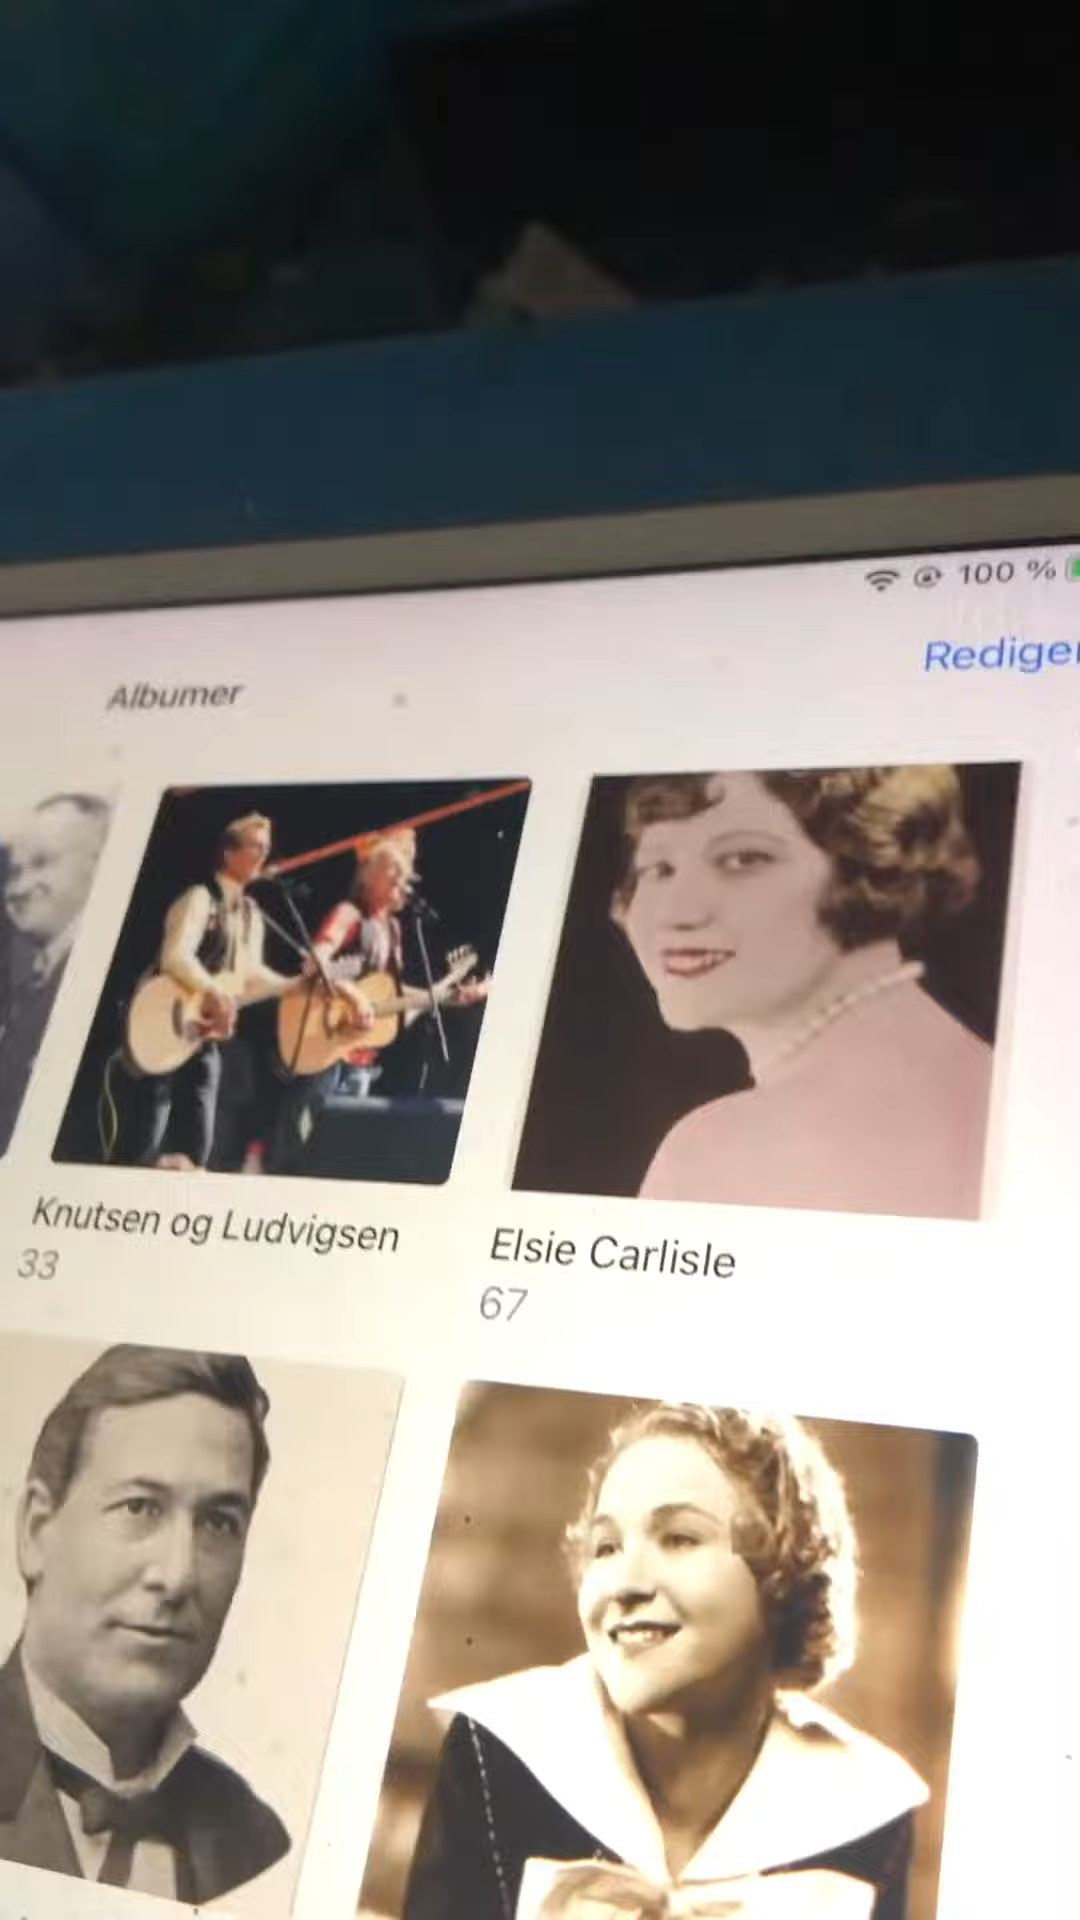 100 %
Rediger
Albumer
Knutsen og Ludvigsen
33
Elsie Carlisle
67